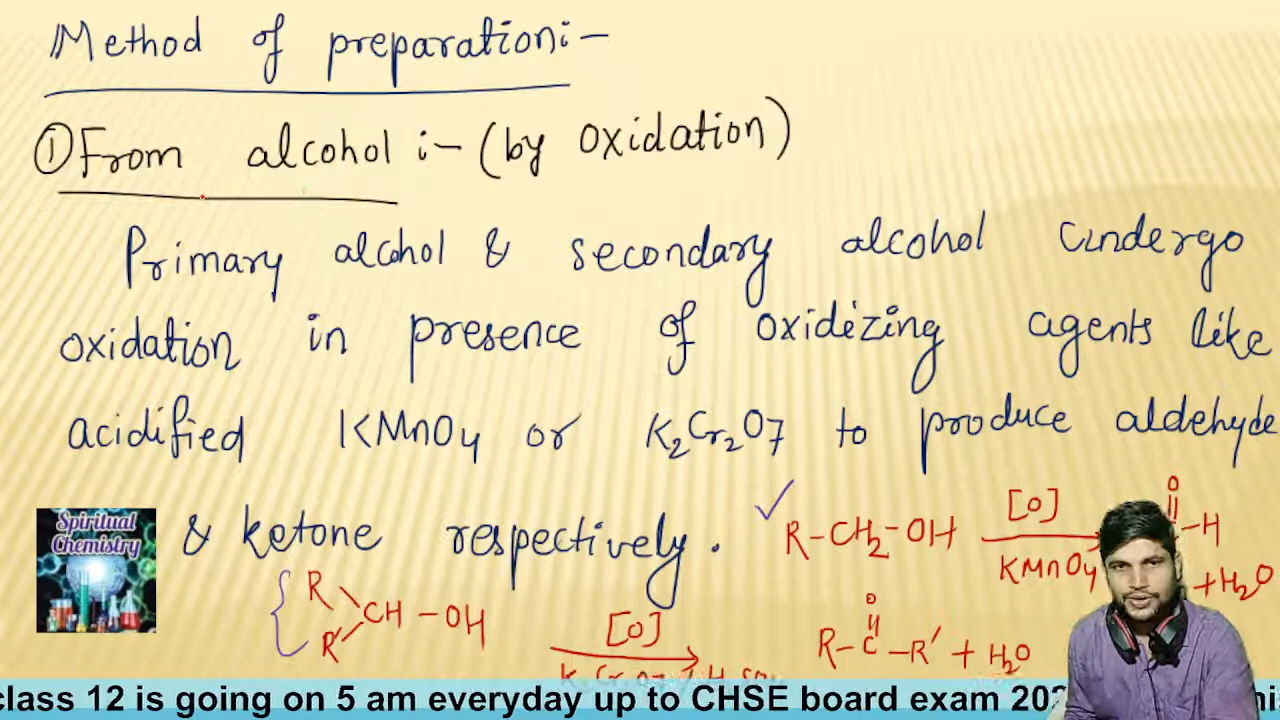 Method of preparation:-
① From alcohol :- (by oxidation)
Primary alcohol & secondary alcohol undergo
oxidation in presence of oxidizing agents like
acidified KMnO4 or K2Cr2O7 to produce aldehyde
& ketone respectively.
Spiritual
Chemistry
R-CH2-OH [O] KMnO4 O -H + H2O
R R' CH-OH [O] R-C-R' + H2O
O
class 12 is going on 5 am everyday up to CHSE board exam